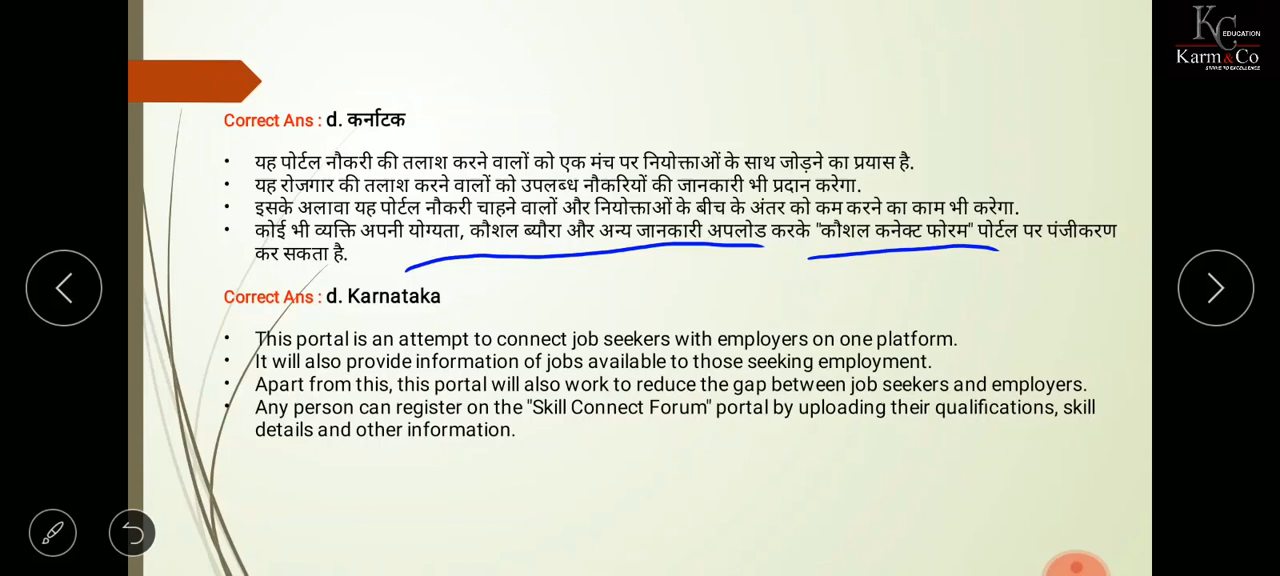 KC EDUCATION
Karm&Co
STRIVE TO EXCELLENCE
Correct Ans : d. कर्नाटक
• यह पोर्टल नौकरी की तलाश करने वालों को एक मंच पर नियोक्ताओं के साथ जोड़ने का प्रयास है.
• यह रोजगार की तलाश करने वालों को उपलब्ध नौकरियों की जानकारी भी प्रदान करेगा.
• इसके अलावा यह पोर्टल नौकरी चाहने वालों और नियोक्ताओं के बीच के अंतर को कम करने का काम भी करेगा.
• कोई भी व्यक्ति अपनी योग्यता, कौशल ब्यौरा और अन्य जानकारी अपलोड करके "कौशल कनेक्ट फोरम" पोर्टल पर पंजीकरण
कर सकता है.
Correct Ans : d. Karnataka
• This portal is an attempt to connect job seekers with employers on one platform.
• It will also provide information of jobs available to those seeking employment.
• Apart from this, this portal will also work to reduce the gap between job seekers and employers.
• Any person can register on the "Skill Connect Forum" portal by uploading their qualifications, skill
details and other information.